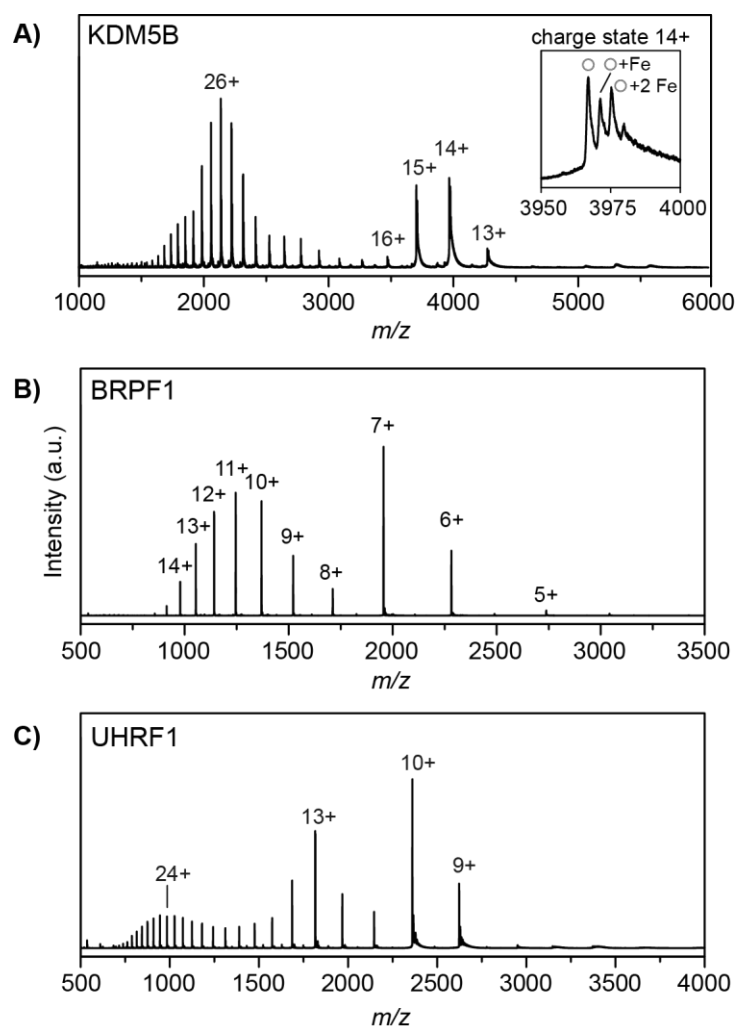 A)
KDM5B
charge state 14+
+Fe
+2 Fe
3950 3975 4000
26+
15+
14+
16+
13+
1000 2000 3000 4000 5000 6000
m/z
B)
BRPF1
Intensity (a.u.)
7+
11+
12+
10+
13+
6+
9+
14+
8+
5+
500 1000 1500 2000 2500 3000 3500
m/z
C)
UHRF1
10+
13+
24+
9+
500 1000 1500 2000 2500 3000 3500 4000
m/z